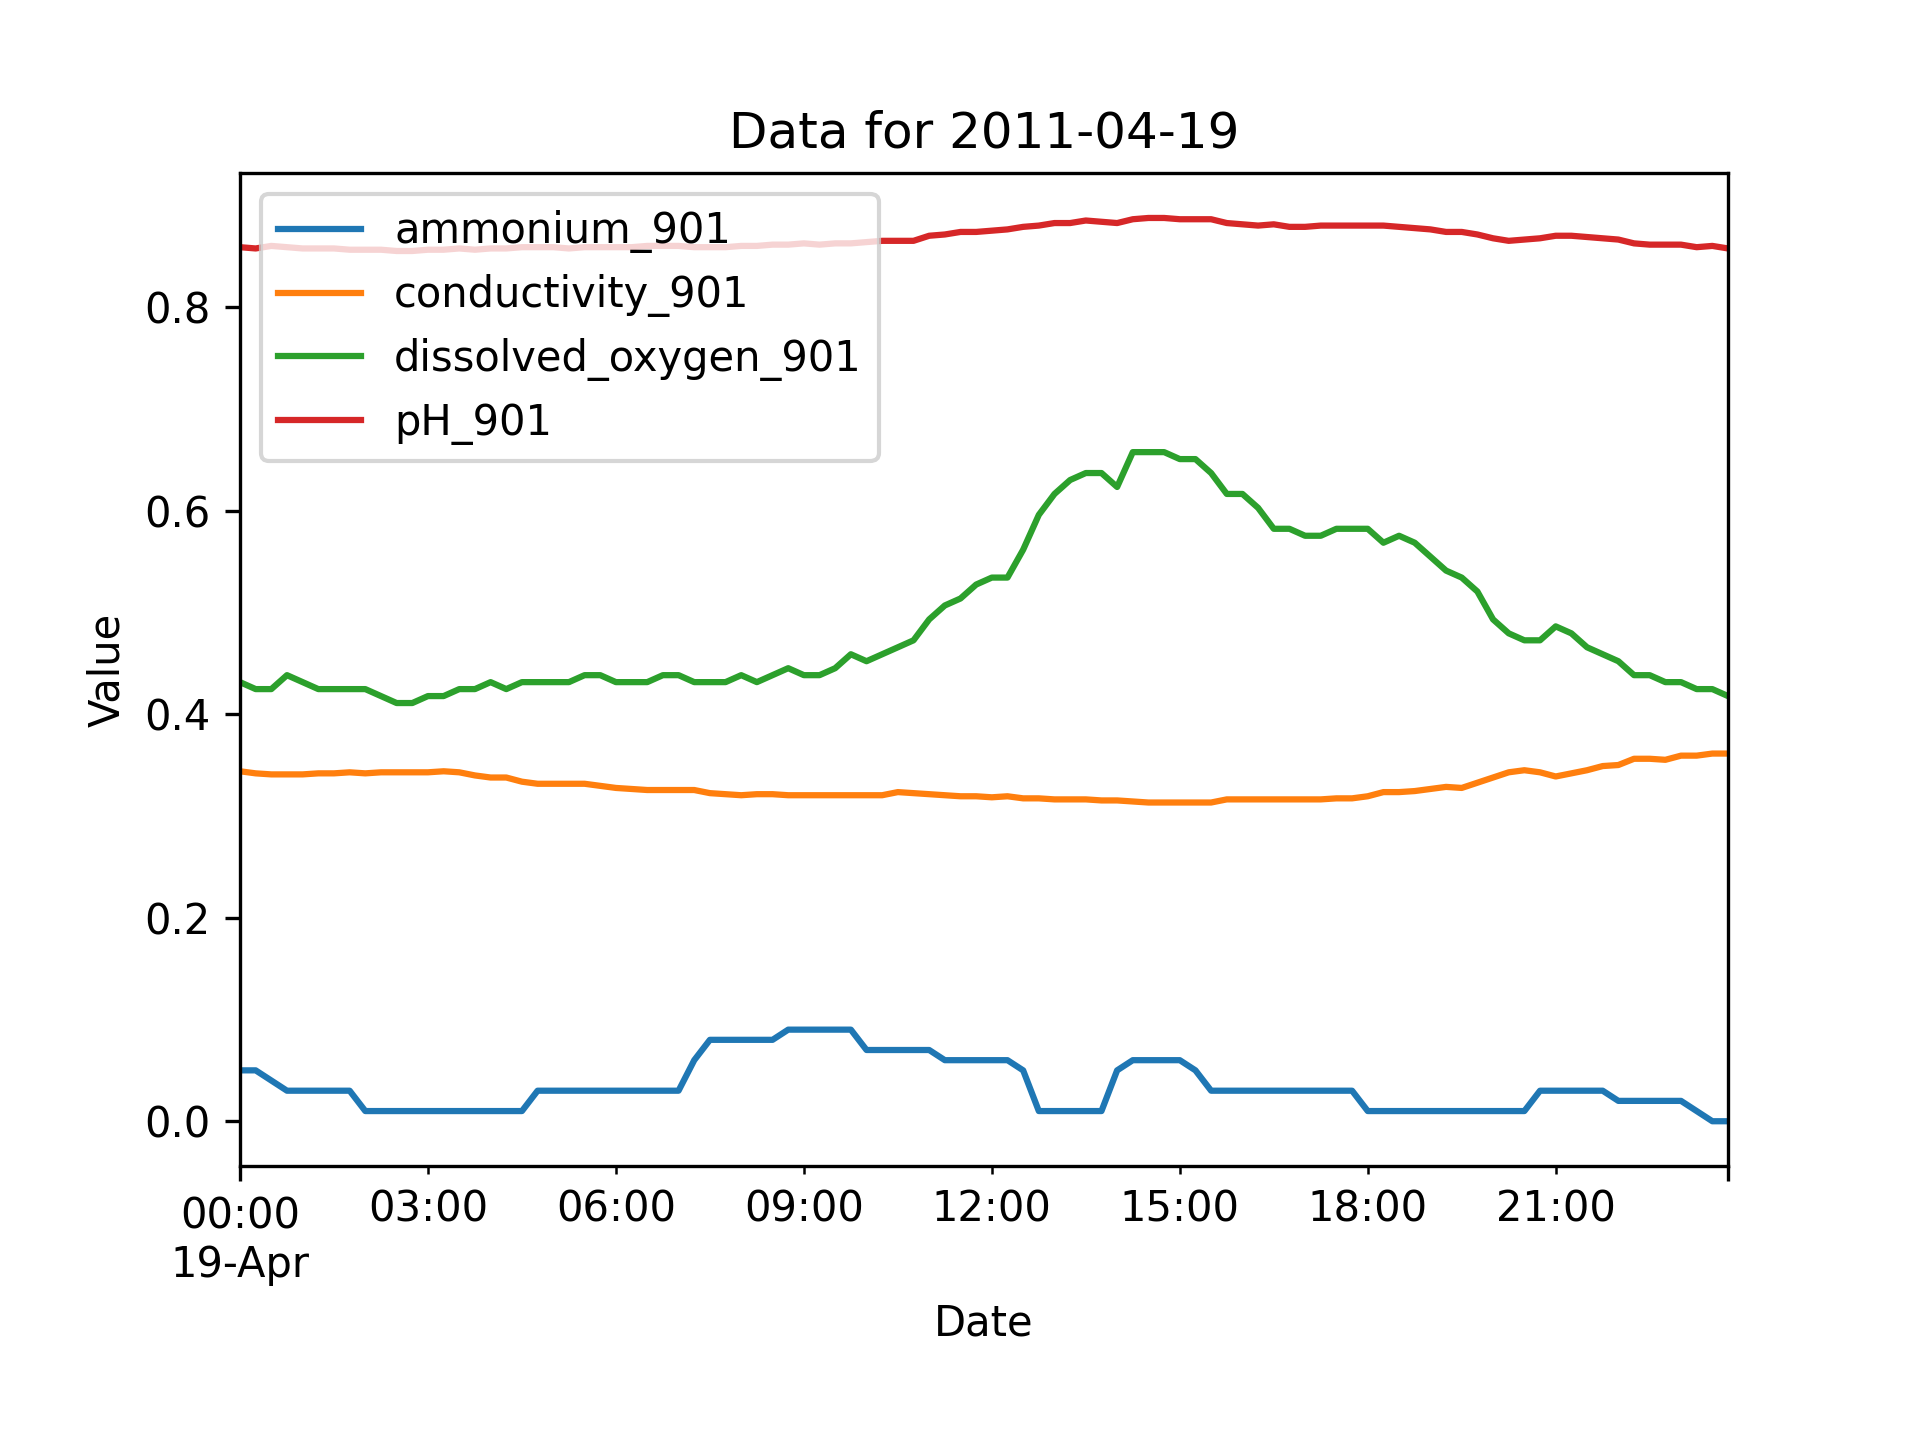 Data for 2011-04-19
ammonium_901
conductivity_901
dissolved_oxygen_901
pH_901
0.8
0.6
0.4
0.2
0.0
Value
00:00 03:00 06:00 09:00 12:00 15:00 18:00 21:00
19-Apr
Date